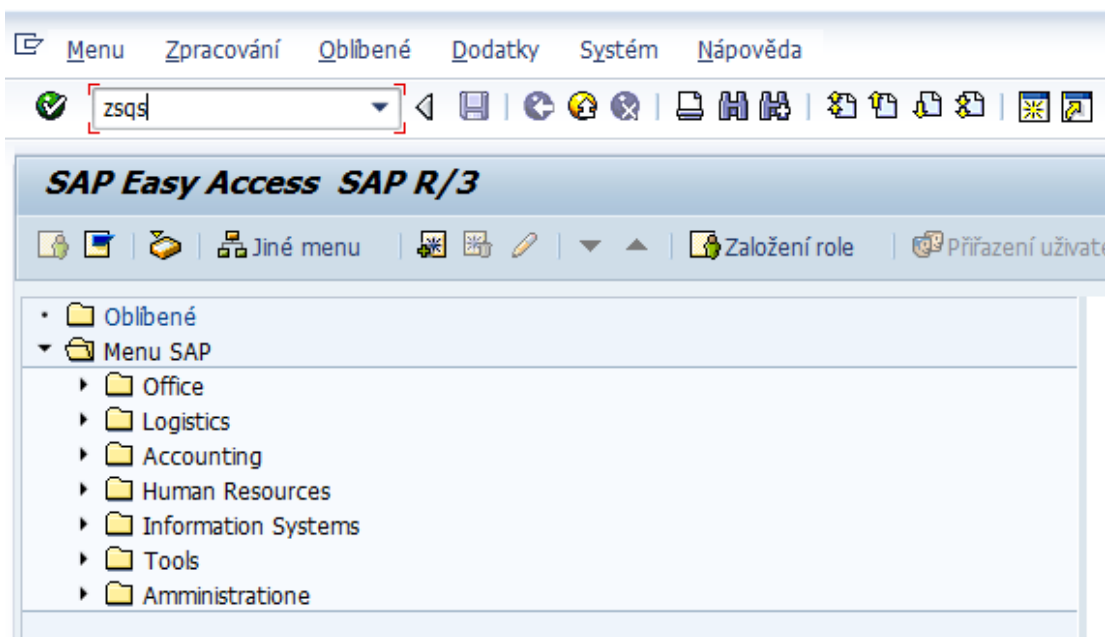 Menu Zpracování Oblíbené Dodatky Systém Nápověda
zsqs
SAP Easy Access SAP R/3
Jiné menu Založení role Přiřazení uživate
Oblíbené
Menu SAP
Office
Logistics
Accounting
Human Resources
Information Systems
Tools
Amministratione